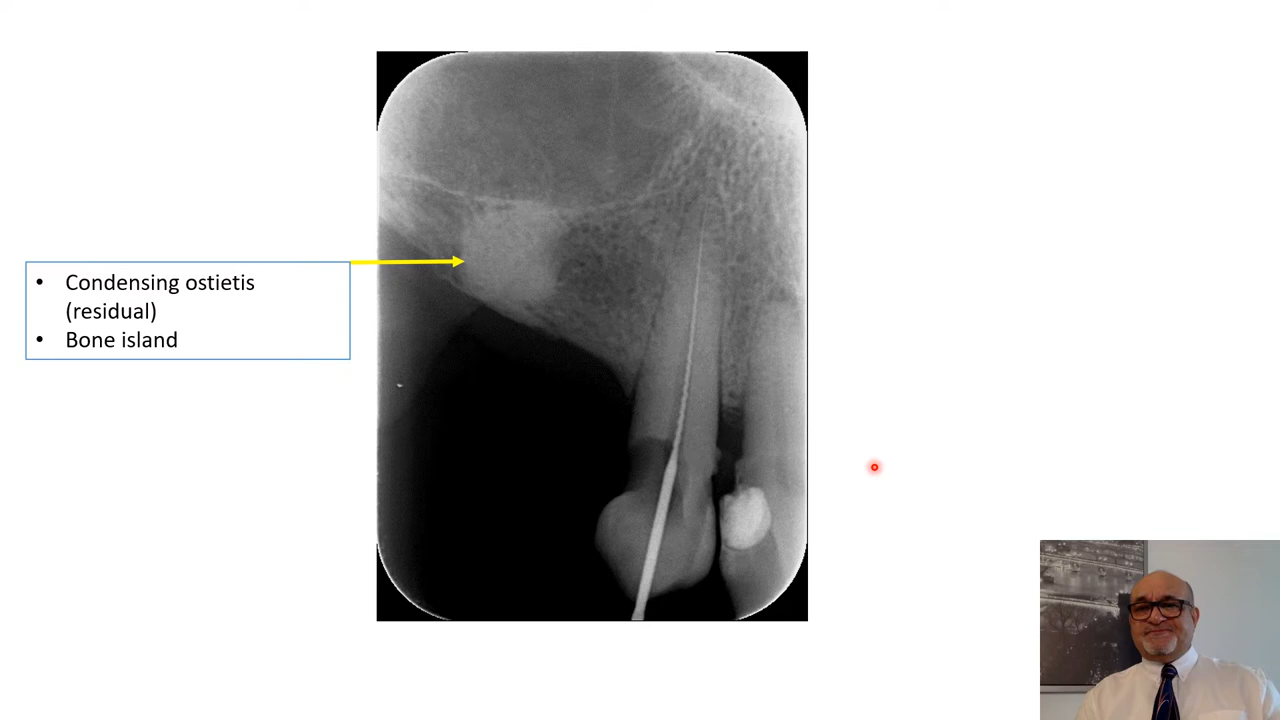 • Condensing ostietis
(residual)
• Bone island